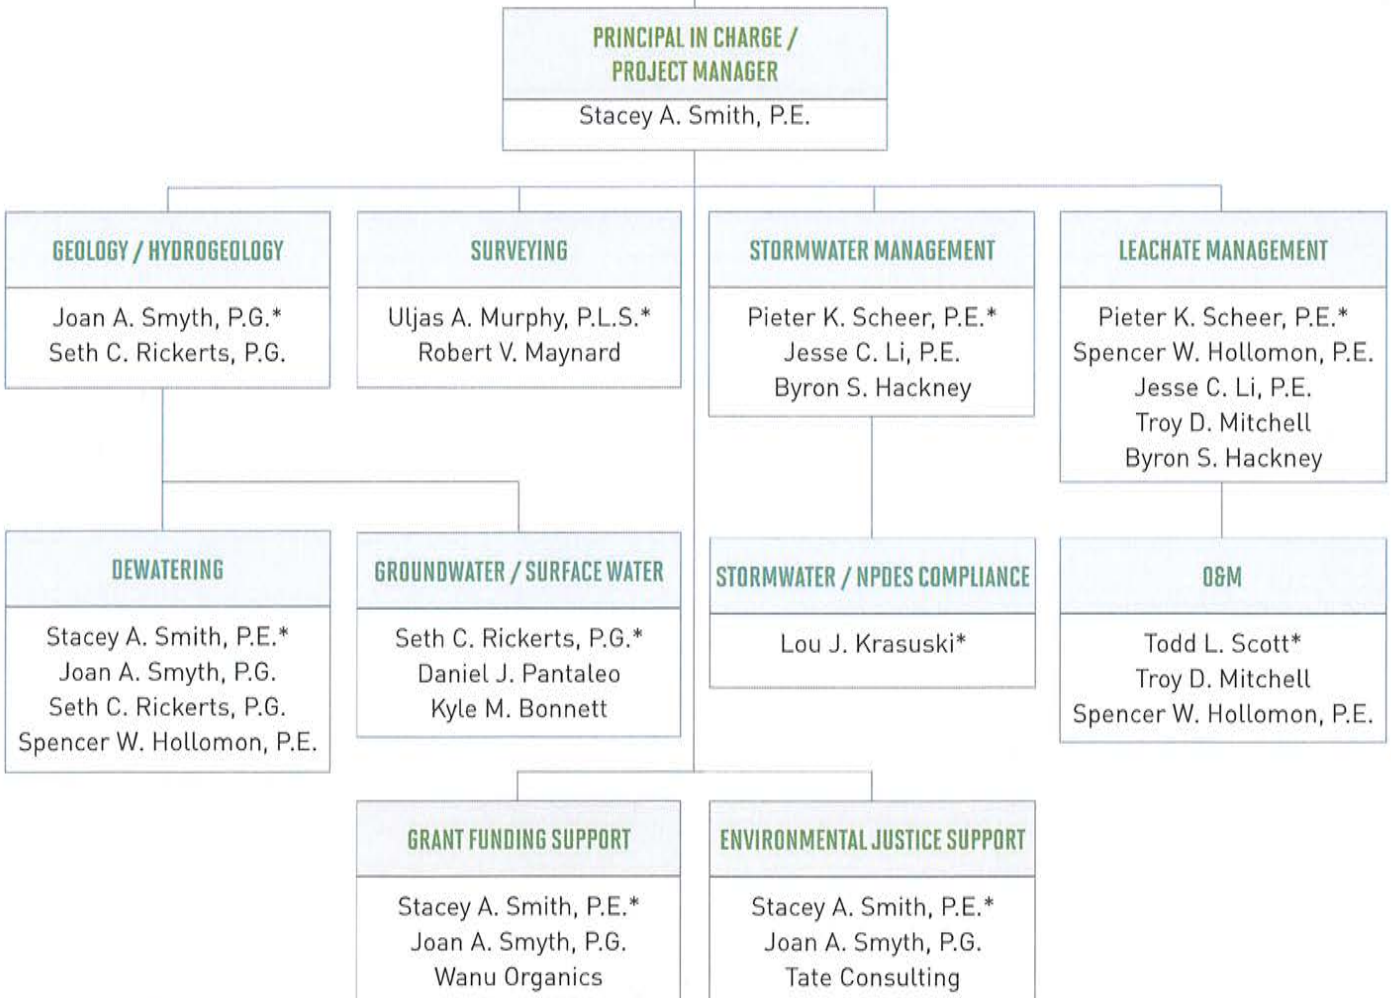 PRINCIPAL IN CHARGE /
PROJECT MANAGER
Stacey A. Smith, P.E.
GEOLOGY / HYDROGEOLOGY
Joan A. Smyth, P.G.*
Seth C. Rickerts, P.G.
SURVEYING
Uljas A. Murphy, P.L.S.*
Robert V. Maynard
STORMWATER MANAGEMENT
Pieter K. Scheer, P.E.*
Jesse C. Li, P.E.
Byron S. Hackney
LEACHATE MANAGEMENT
Pieter K. Scheer, P.E.*
Spencer W. Hollomon, P.E.
Jesse C. Li, P.E.
Troy D. Mitchell
Byron S. Hackney
DEWATERING
Stacey A. Smith, P.E.*
Joan A. Smyth, P.G.
Seth C. Rickerts, P.G.
Spencer W. Hollomon, P.E.
GROUNDWATER / SURFACE WATER
Seth C. Rickerts, P.G.*
Daniel J. Pantaleo
Kyle M. Bonnett
STORMWATER / NPDES COMPLIANCE
Lou J. Krasuski*
O&M
Todd L. Scott*
Troy D. Mitchell
Spencer W. Hollomon, P.E.
GRANT FUNDING SUPPORT
Stacey A. Smith, P.E.*
Joan A. Smyth, P.G.
Wanu Organics
ENVIRONMENTAL JUSTICE SUPPORT
Stacey A. Smith, P.E.*
Joan A. Smyth, P.G.
Tate Consulting